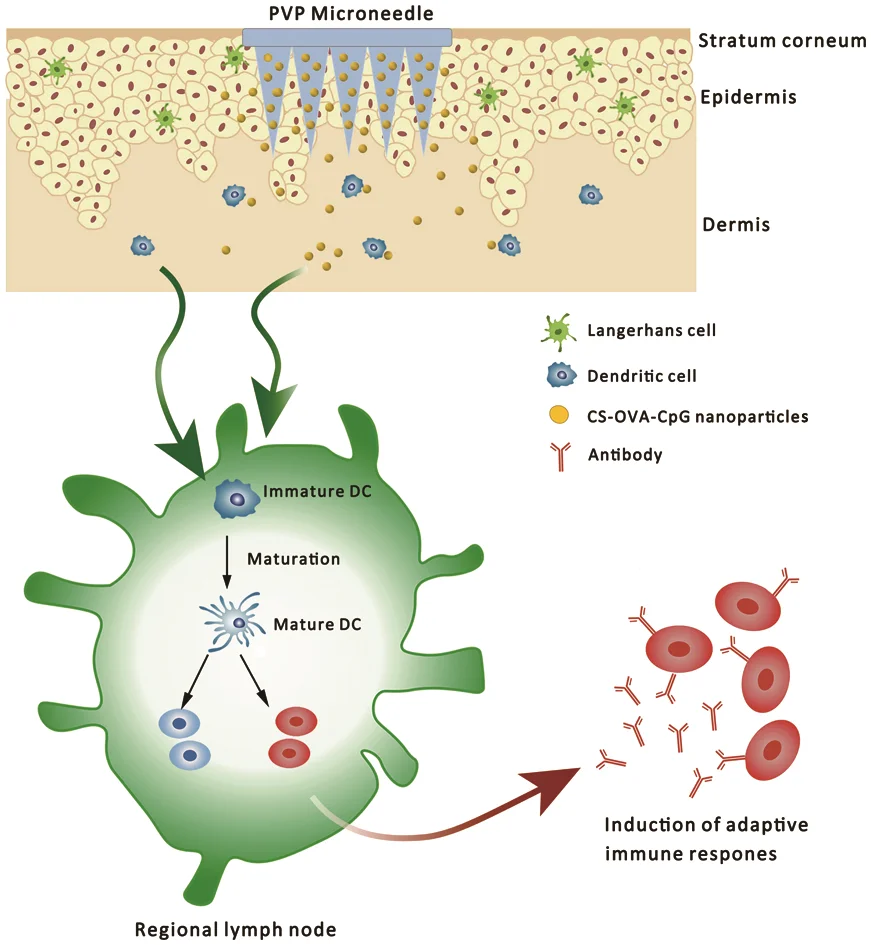 PVP Microneedle
Stratum corneum
Epidermis
Dermis
Langerhans cell
Dendritic cell
CS-OVA-CpG nanoparticles
Antibody
Immature DC
Maturation
Mature DC
Induction of adaptive
immune respones
Regional lymph node